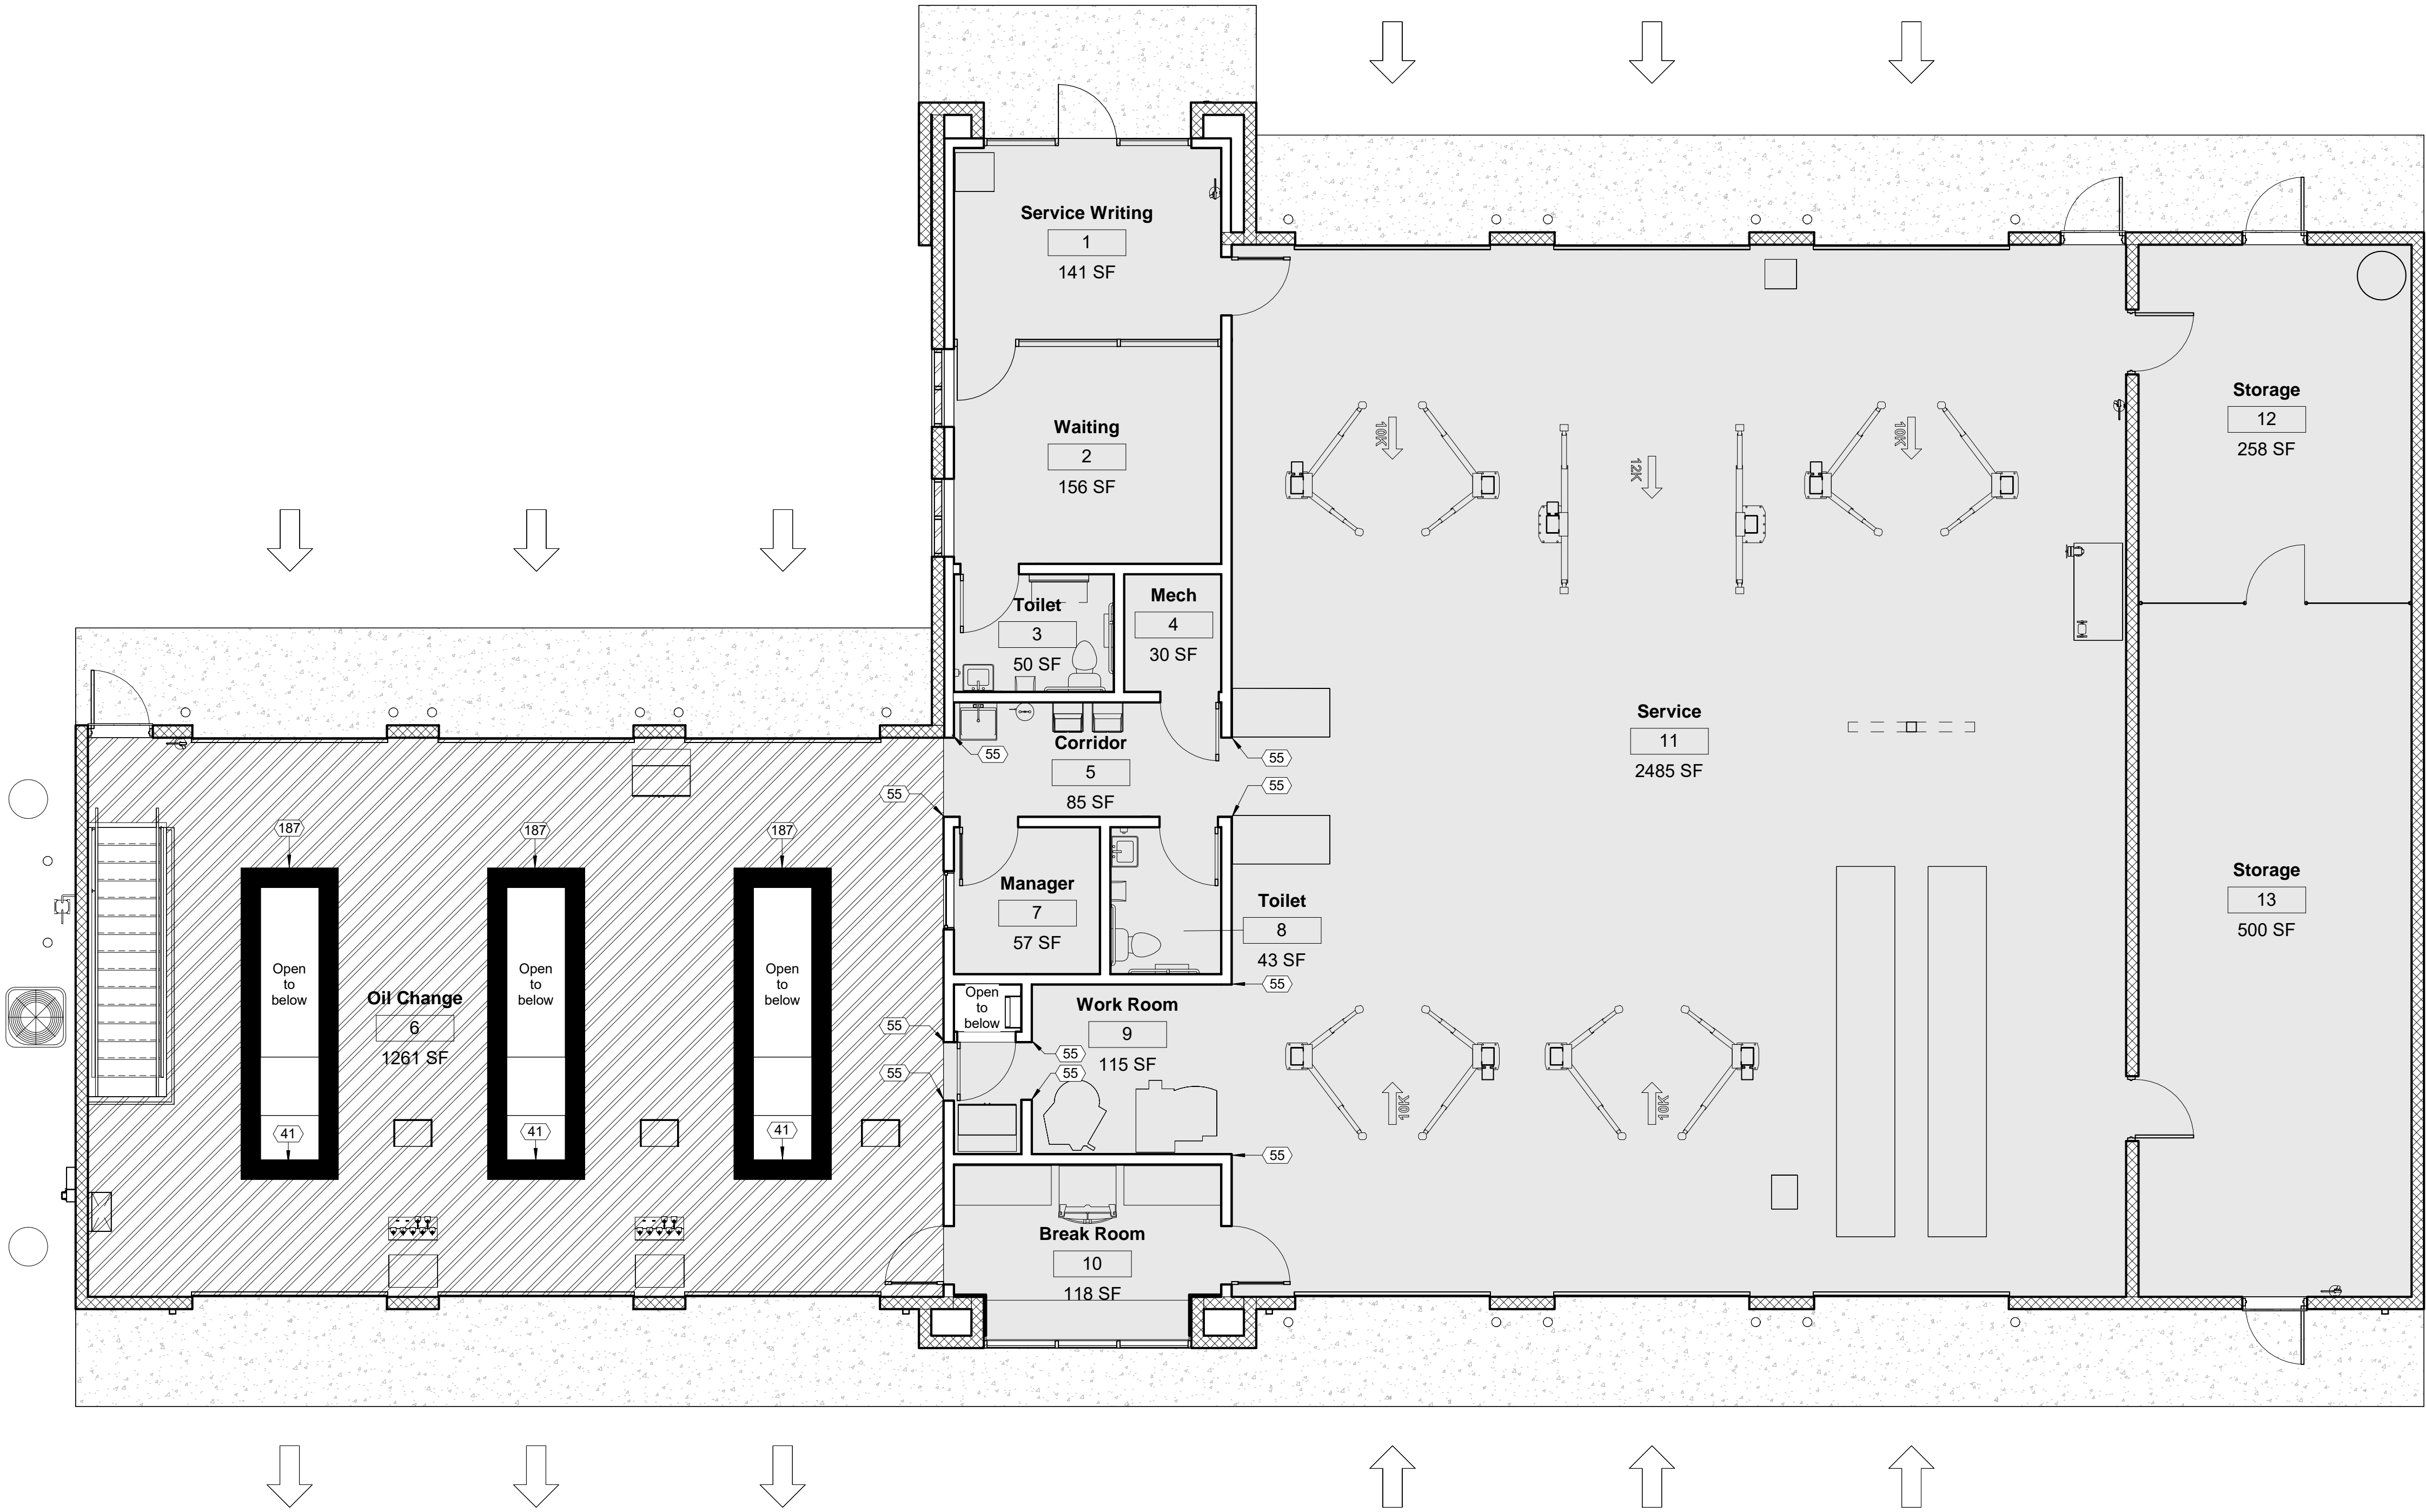 Service Writing
1
141 SF
Waiting
2
156 SF
10K
12K
10K
Storage
12
258 SF
Toilet
3
50 SF
Mech
4
30 SF
Corridor
5
85 SF
55
55
55
55
Service
11
2485 SF
187
187
187
Manager
7
57 SF
Toilet
8
43 SF
Storage
13
500 SF
Open
to
below
Open
to
below
Open
to
below
Oil Change
6
1261 SF
Open
to
below
55
Work Room
9
115 SF
55
55
55
55
41
41
41
10K
10K
55
Break Room
10
118 SF